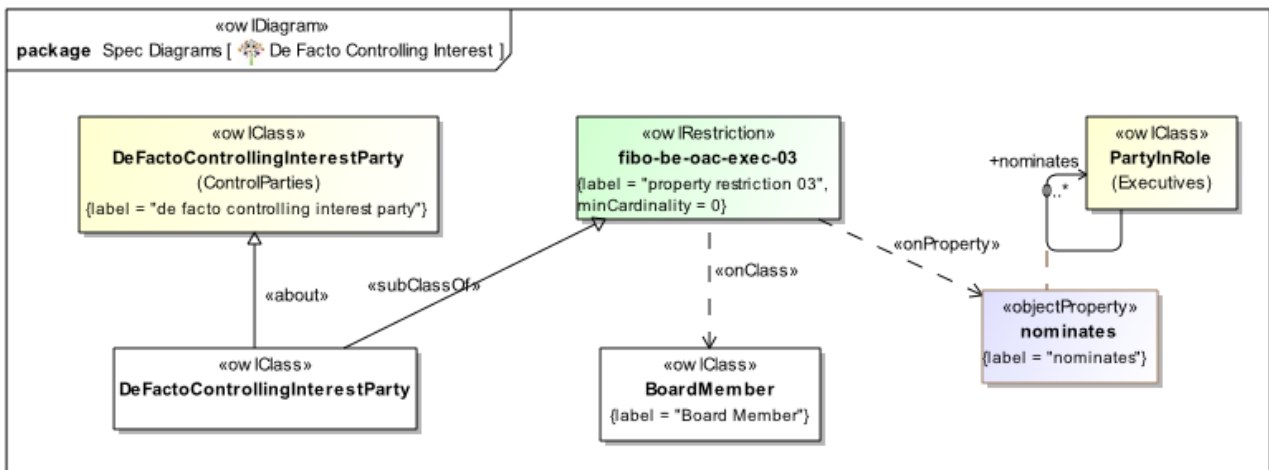 «owlDiagram»
package Spec Diagrams [ De Facto Controlling Interest ]
«owlClass»
DeFactoControllingInterestParty
(ControlParties)
{label = "de facto controlling interest party"}
«owlRestriction»
fibo-be-oac-exec-03
{label = "property restriction 03",
minCardinality = 0}
+nominates
0..*
«owlClass»
PartyInRole
(Executives)
«about»
«subClassOf»
«onClass»
«onProperty»
«owlClass»
DeFactoControllingInterestParty
«owlClass»
BoardMember
{label = "Board Member"}
«objectProperty»
nominates
{label = "nominates"}